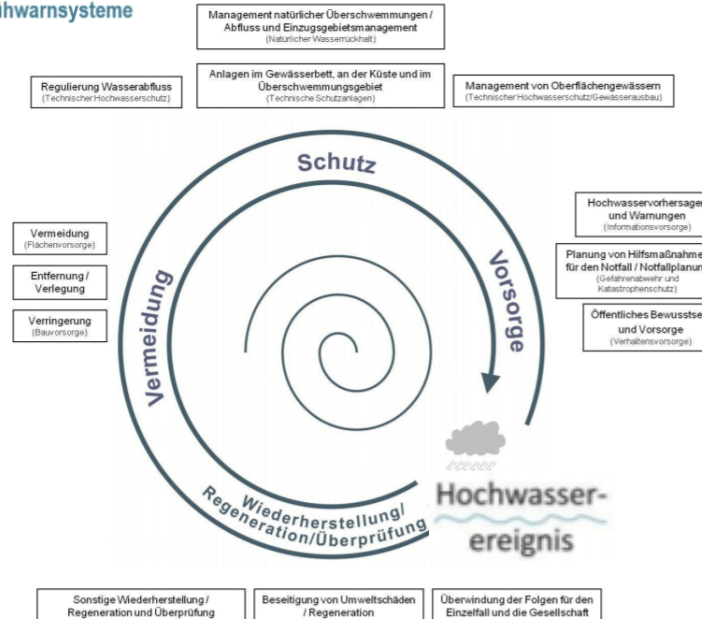 ühwarnsysteme
Management natürlicher Überschwemmungen /
Abfluss und Einzugsgebietsmanagement
(Natürlicher Wasserrückhalt)
Regulierung Wasserabfluss
(Technischer Hochwasserschutz)
Anlagen im Gewässerbett, an der Küste und im
Überschwemmungsgebiet
(Technische Schutzanlagen)
Management von Oberflächengewässern
(Technischer Hochwasserschutz/Gewässerausbau)
Schutz
Vorsorge
Vermeidung
Vermeidung
(Flächenvorsorge)
Entfernung /
Verlegung
Verringerung
(Bauvorsorge)
Hochwasservorhersage
und Warnungen
(Informationsvorsorge)
Planung von Hilfsmaßnahme
für den Notfall / Notfallplanu
(Gefahrenabwehr und
Katastrophenschutz)
Öffentliches Bewusstse
und Vorsorge
(Verhaltensvorsorge)
Wiederherstellung/
Regeneration/Überprüfung
Hochwasser-
ereignis
Sonstige Wiederherstellung /
Regeneration und Überprüfung
Beseitigung von Umweltschäden
/ Regeneration
Überwindung der Folgen für den
Einzelfall und die Gesellschaft